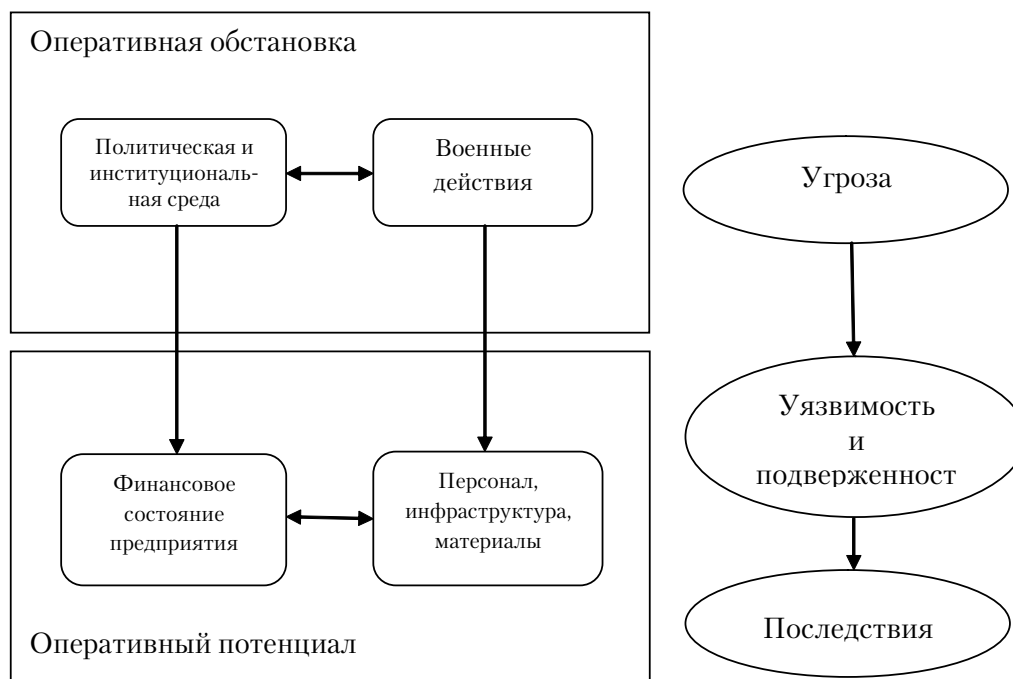 Оперативная обстановка
Политическая и
институциональ-
ная среда
Военные
действия
Финансовое
состояние
предприятия
Персонал,
инфраструктура,
материалы
Оперативный потенциал
Угроза
Уязвимость
и
подверженност
Последствия